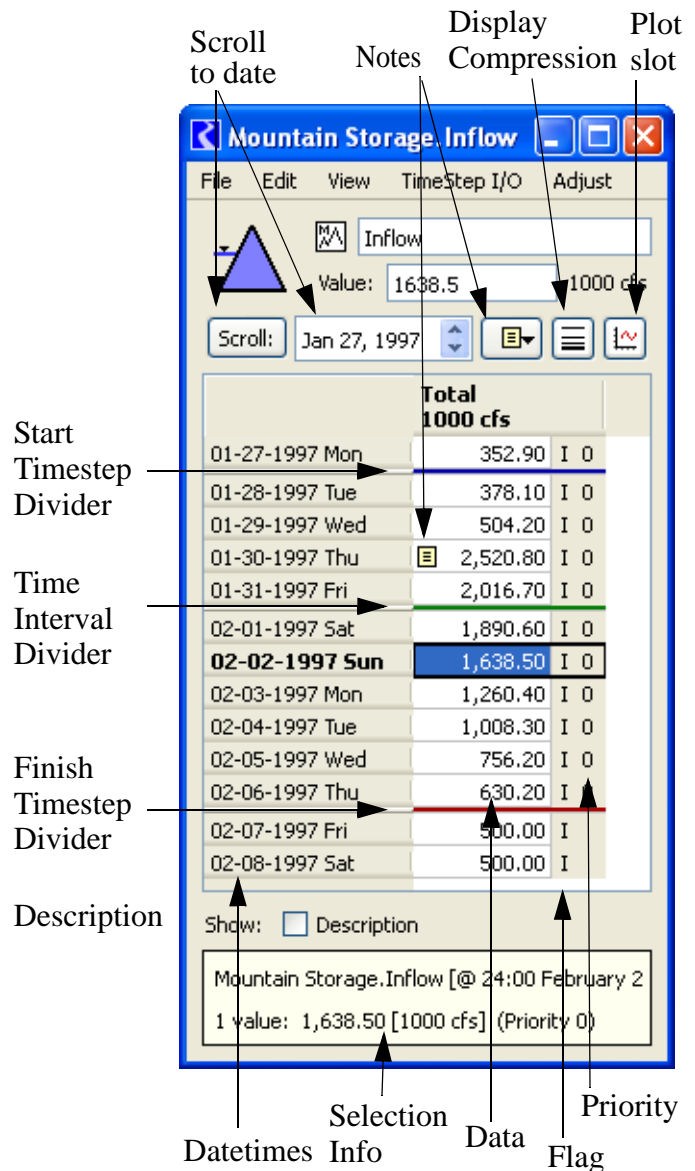 Scroll
to date
Notes
Display
Compression
Plot
slot
Mountain Storage.Inflow
File Edit View TimeStep I/O Adjust
Inflow
Value: 1638.5 1000 cfs
Scroll: Jan 27, 1997
Total
1000 cfs
Start
Timestep
Divider
01-27-1997 Mon 352.90 I 0
01-28-1997 Tue 378.10 I 0
01-29-1997 Wed 504.20 I 0
01-30-1997 Thu 2,520.80 I 0
01-31-1997 Fri 2,016.70 I 0
Time
Interval
Divider
02-01-1997 Sat 1,890.60 I 0
02-02-1997 Sun 1,638.50 I 0
02-03-1997 Mon 1,260.40 I 0
02-04-1997 Tue 1,008.30 I 0
02-05-1997 Wed 756.20 I 0
02-06-1997 Thu 630.20 I 0
Finish
Timestep
Divider
02-07-1997 Fri 500.00 I
02-08-1997 Sat 500.00 I
Description
Show: Description
Mountain Storage.Inflow [@ 24:00 February 2
1 value: 1,638.50 [1000 cfs] (Priority 0)
Datetimes
Selection
Info
Data
Flag
Priority